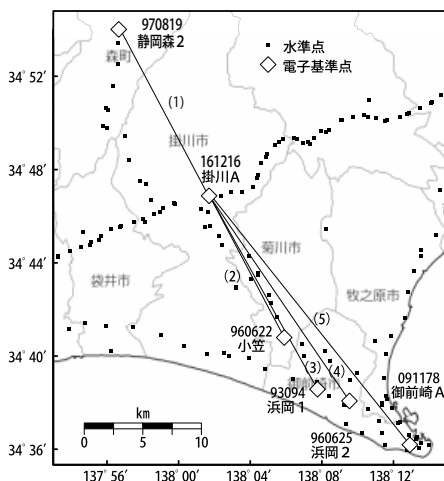 970819
静岡森２
森町
水準点
電子基準点
34° 52′
(1)
掛川市
161216
掛川Ａ
34° 48′
菊川市
34° 44′
(2)
袋井市
牧之原市
(5)
960622
小笠
34° 40′
(3)
(4)
御前崎市
091178
御前崎Ａ
93094
浜岡１
km
0
5
10
960625
浜岡２
34° 36′
137° 56′
138° 00′
138° 04′
138° 08′
138° 12′